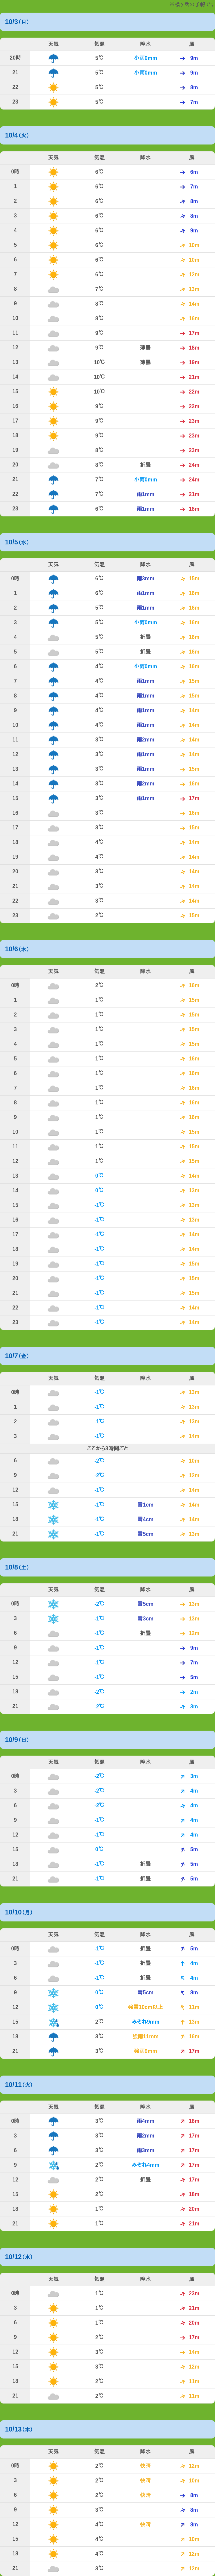 10/3(月)
天気 気温 降水 風
20時 5℃ 小雨0mm 9m
21 5℃ 小雨0mm 9m
22 5℃ 8m
23 5℃ 7m
10/4(火)
天気 気温 降水 風
0時 6℃ 6m
1 6℃ 7m
2 6℃ 8m
3 6℃ 8m
4 6℃ 9m
5 6℃ 10m
6 6℃ 10m
7 6℃ 12m
8 7℃ 13m
9 8℃ 14m
10 8℃ 16m
11 9℃ 17m
12 9℃ 薄曇 18m
13 10℃ 薄曇 19m
14 10℃ 21m
15 10℃ 22m
16 9℃ 22m
17 9℃ 23m
18 9℃ 23m
19 8℃ 23m
20 8℃ 折曇 24m
21 7℃ 小雨0mm 24m
22 7℃ 雨1mm 21m
23 6℃ 雨1mm 18m
10/5(水)
天気 気温 降水 風
0時 6℃ 雨3mm 15m
1 6℃ 雨1mm 16m
2 5℃ 雨1mm 16m
3 5℃ 小雨0mm 16m
4 5℃ 折曇 16m
5 5℃ 折曇 16m
6 4℃ 小雨0mm 16m
7 4℃ 雨1mm 15m
8 4℃ 雨1mm 15m
9 4℃ 雨1mm 14m
10 4℃ 雨1mm 14m
11 3℃ 雨2mm 14m
12 3℃ 雨1mm 14m
13 3℃ 雨1mm 15m
14 3℃ 雨2mm 16m
15 3℃ 雨1mm 17m
16 3℃ 16m
17 3℃ 15m
18 4℃ 14m
19 4℃ 14m
20 3℃ 14m
21 3℃ 14m
22 3℃ 14m
23 2℃ 15m
10/6(木)
天気 気温 降水 風
0時 2℃ 16m
1 1℃ 15m
2 1℃ 15m
3 1℃ 15m
4 1℃ 15m
5 1℃ 16m
6 1℃ 16m
7 1℃ 16m
8 1℃ 16m
9 1℃ 16m
10 1℃ 15m
11 1℃ 15m
12 1℃ 15m
13 0℃ 14m
14 0℃ 13m
15 -1℃ 13m
16 -1℃ 13m
17 -1℃ 14m
18 -1℃ 14m
19 -1℃ 15m
20 -1℃ 15m
21 -1℃ 15m
22 -1℃ 14m
23 -1℃ 14m
10/7(金)
天気 気温 降水 風
0時 -1℃ 13m
1 -1℃ 13m
2 -1℃ 13m
3 -1℃ 14m
ここから3時間ごと
6 -2℃ 10m
9 -2℃ 12m
12 -1℃ 14m
15 -1℃ 雪1cm 14m
18 -1℃ 雪4cm 14m
21 -1℃ 雪5cm 13m
10/8(土)
天気 気温 降水 風
0時 -2℃ 雪5cm 13m
3 -1℃ 雪3cm 13m
6 -1℃ 折曇 12m
9 -1℃ 9m
12 -1℃ 7m
15 -1℃ 5m
18 -2℃ 2m
21 -2℃ 3m
10/9(日)
天気 気温 降水 風
0時 -2℃ 3m
3 -2℃ 4m
6 -2℃ 4m
9 -1℃ 4m
12 -1℃ 4m
15 0℃ 5m
18 -1℃ 折曇 5m
21 -1℃ 折曇 5m
10/10(月)
天気 気温 降水 風
0時 -1℃ 折曇 5m
3 -1℃ 折曇 4m
6 -1℃ 折曇 4m
9 0℃ 雪5cm 8m
12 0℃ 強雪10cm以上 11m
15 2℃ みぞれ9mm 13m
18 3℃ 強雨11mm 16m
21 3℃ 17m
10/11(火)
天気 気温 降水 風
0時 3℃ 雨4mm 18m
3 3℃ 雨2mm 17m
6 3℃ 雨3mm 17m
9 2℃ みぞれ4mm 17m
12 2℃ 折曇 17m
15 2℃ 18m
18 1℃ 20m
21 1℃ 21m
10/12(水)
天気 気温 降水 風
0時 1℃ 23m
3 1℃ 21m
6 1℃ 20m
9 2℃ 17m
12 3℃ 14m
15 3℃ 12m
18 2℃ 11m
21 2℃ 11m
10/13(木)
天気 気温 降水 風
0時 2℃ 快晴 12m
3 2℃ 快晴 10m
6 2℃ 快晴 8m
9 3℃ 8m
12 4℃ 快晴 8m
15 4℃ 10m
18 4℃ 12m
21 3℃ 12m